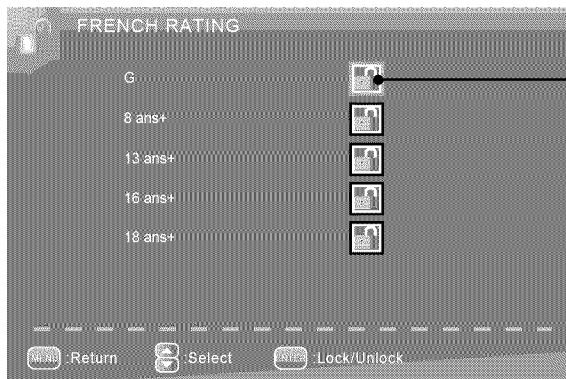 FRENCH RATING
G
8 ans+
13 ans+
16 ans+
18 ans+
MENU :Return :Select ENTER :Lock/Unlock